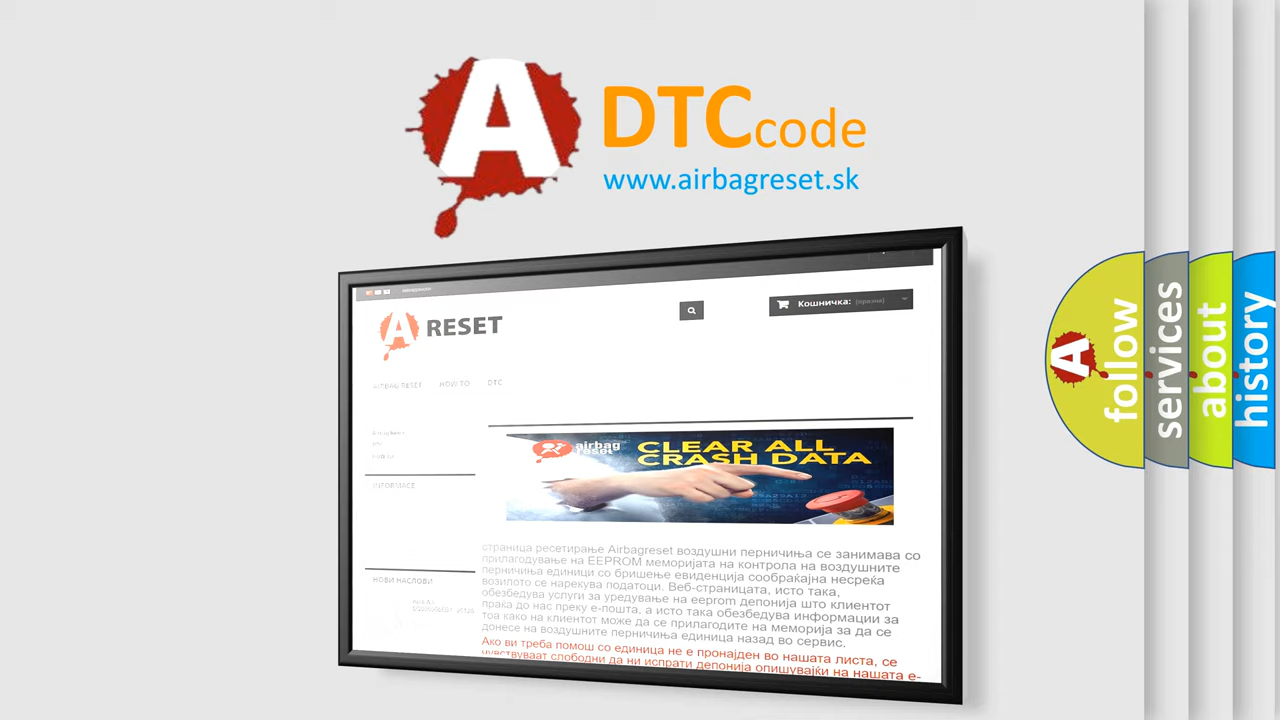 A
DTCcode
www.airbagreset.sk
Кошничка: (празни)
A RESET
AIRBAG RESET HOW TO DTC
airbag
reset
CLEAR ALL
CRASH DATA
INFORMACE
НОВИ НАСЛОВИ
страница ресетирање Airbagreset воздушни перничиња се занимава со
прилагодување на EEPROM меморијата на контрола на воздушните
перничиња единици со бришење евиденција сообраќајна несреќа
возилото се нарекува податоци. Веб-страницата, исто така,
обезбедува услуги за уредување на eeprom депонија што клиентот
праќа до нас преку е-пошта, а исто така обезбедува информации за
тоа како на клиентот може да се прилагодите на меморија за да се
донесе на воздушните перничиња единица назад во сервис.
Ако ви треба помош со единица не е пронајден во нашата листа, се
чувствуваат слободни да ни испрати депонија опишувајќи на нашата е-
A
follow
services
about
history